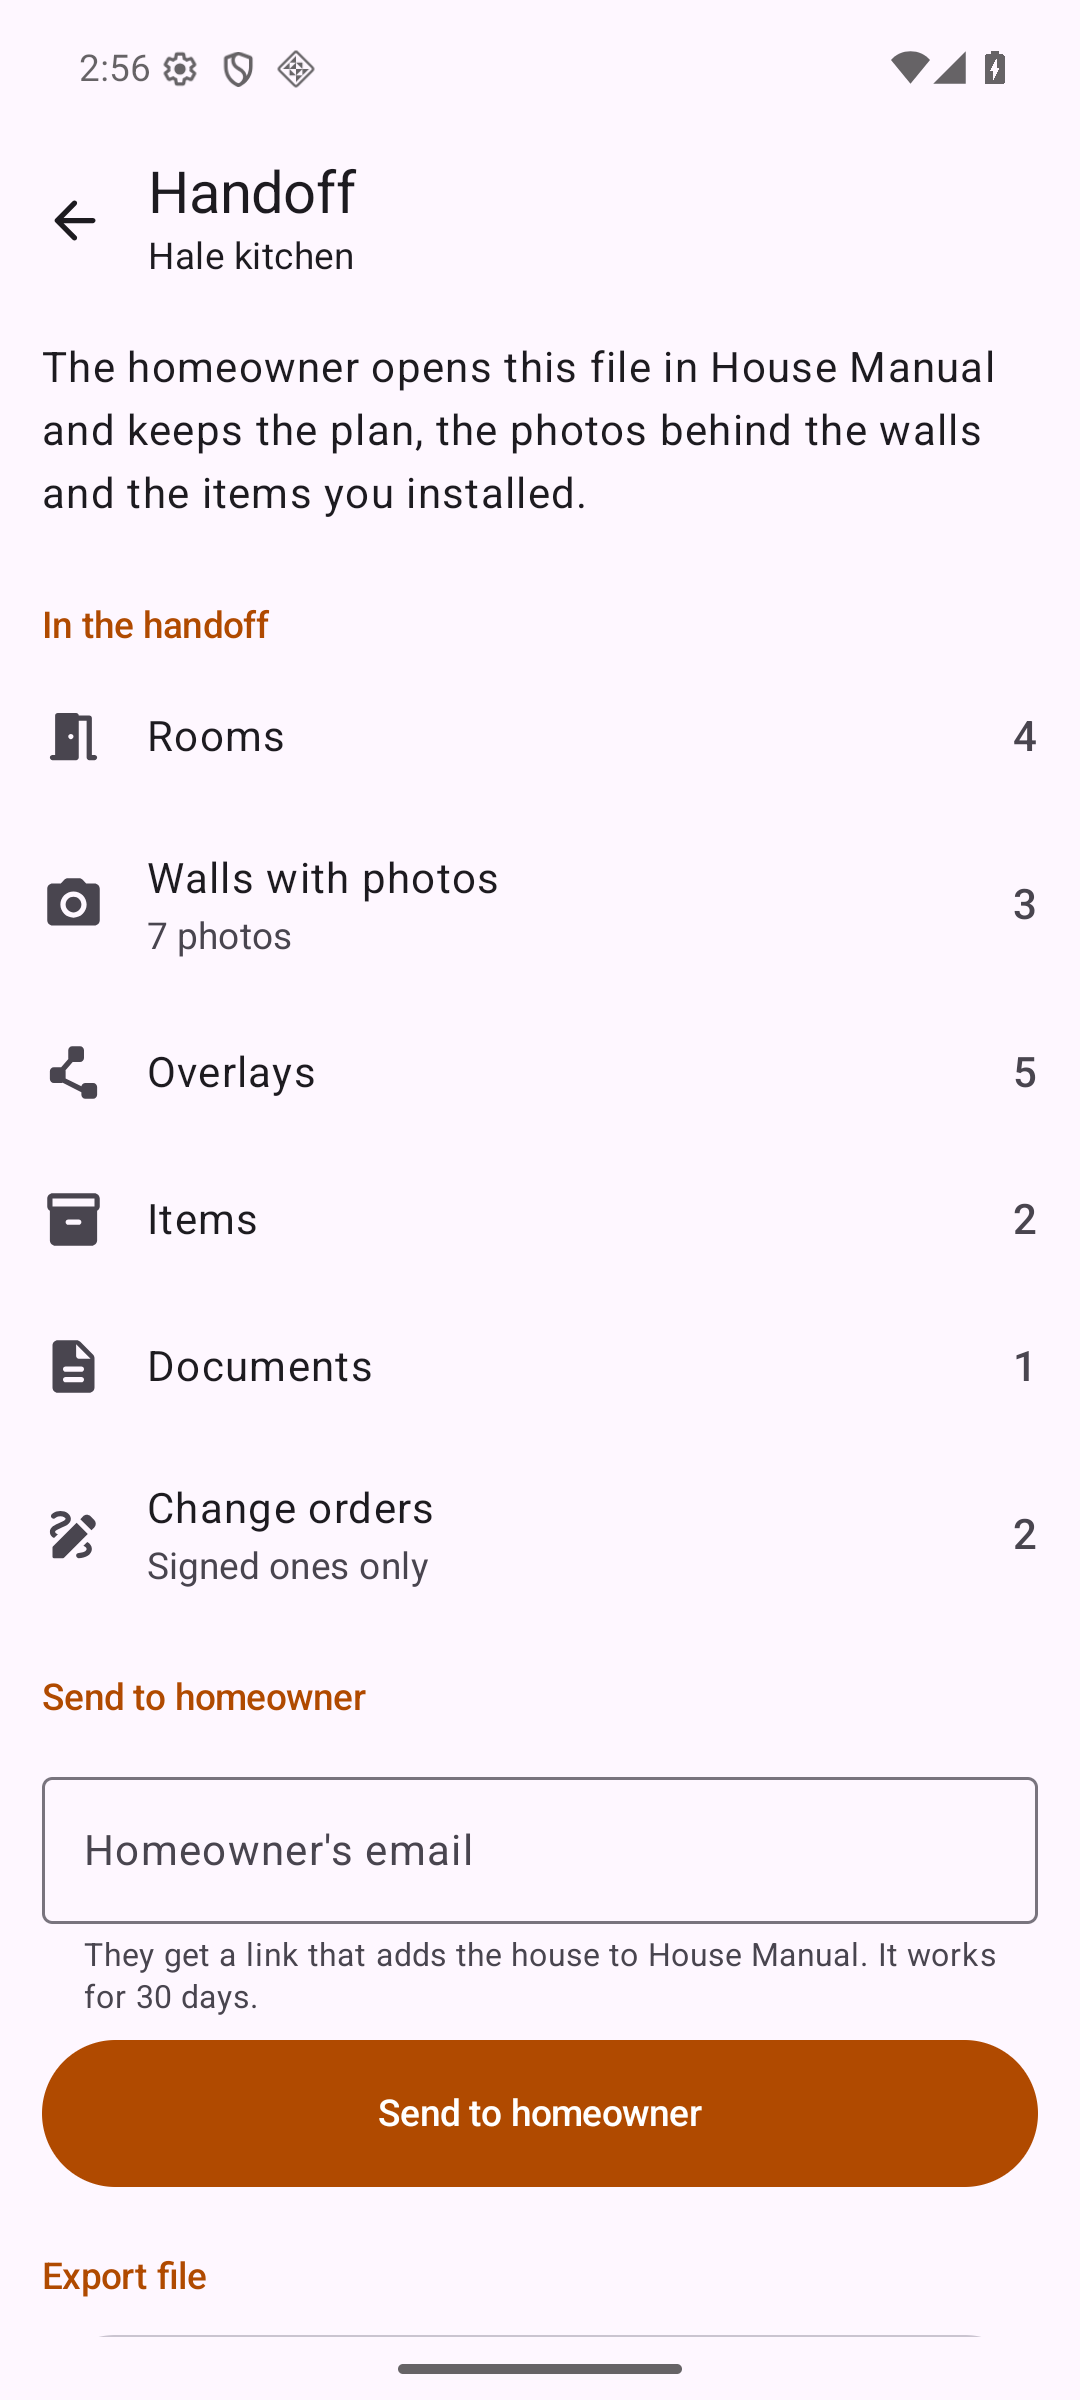 2:56
Handoff
Hale kitchen
The homeowner opens this file in House Manual
and keeps the plan, the photos behind the walls
and the items you installed.
In the handoff
Rooms 4
Walls with photos
7 photos
3
Overlays 5
Items 2
Documents 1
Change orders
Signed ones only
2
Send to homeowner
Homeowner's email
They get a link that adds the house to House Manual. It works
for 30 days.
Send to homeowner
Export file